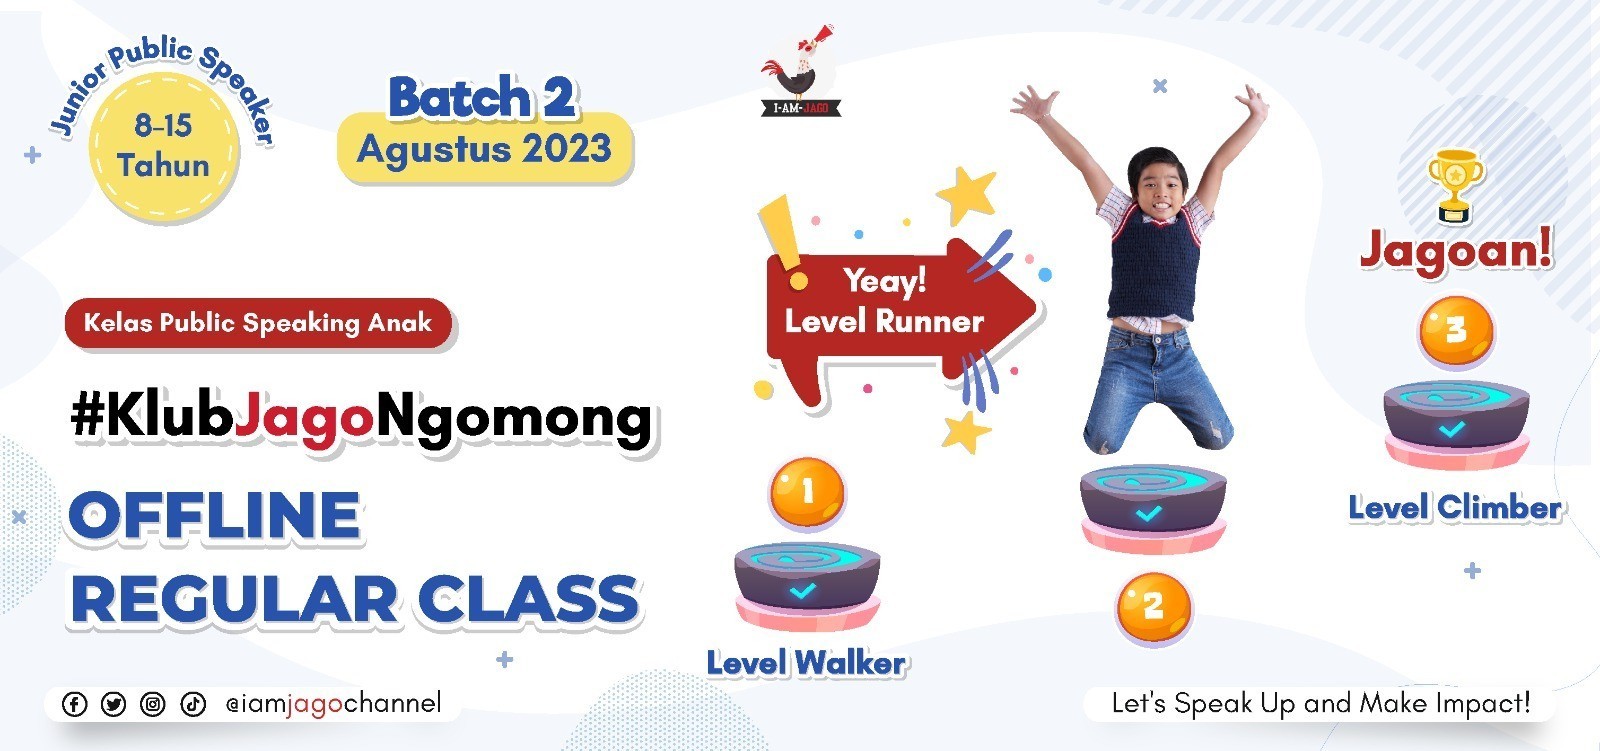 Junior Public Speaker
8-15
Tahun
Batch 2
Agustus 2023
I-AM-JAGO
Kelas Public Speaking Anak
#KlubJagoNgomong
OFFLINE
REGULAR CLASS
@iamjagochannel
Yeay!
Level Runner
1
Level Walker
2
Jagoan!
3
Level Climber
Let's Speak Up and Make Impact!